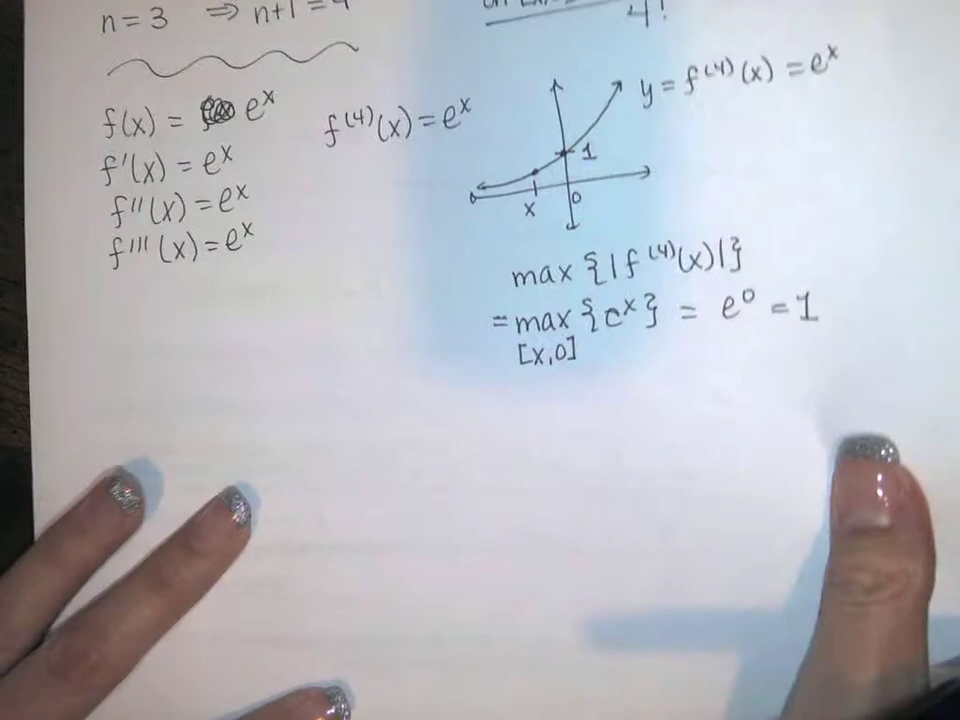 n = 3 ⇒ n+1 = 4
4!
f(x) = e^x
f'(x) = e^x
f''(x) = e^x
f'''(x) = e^x
f^(4)(x) = e^x
y = f^(4)(x) = e^x
1
x 0
max {|f^(4)(x)|}
= max {e^x} = e^0 = 1
[x,0]